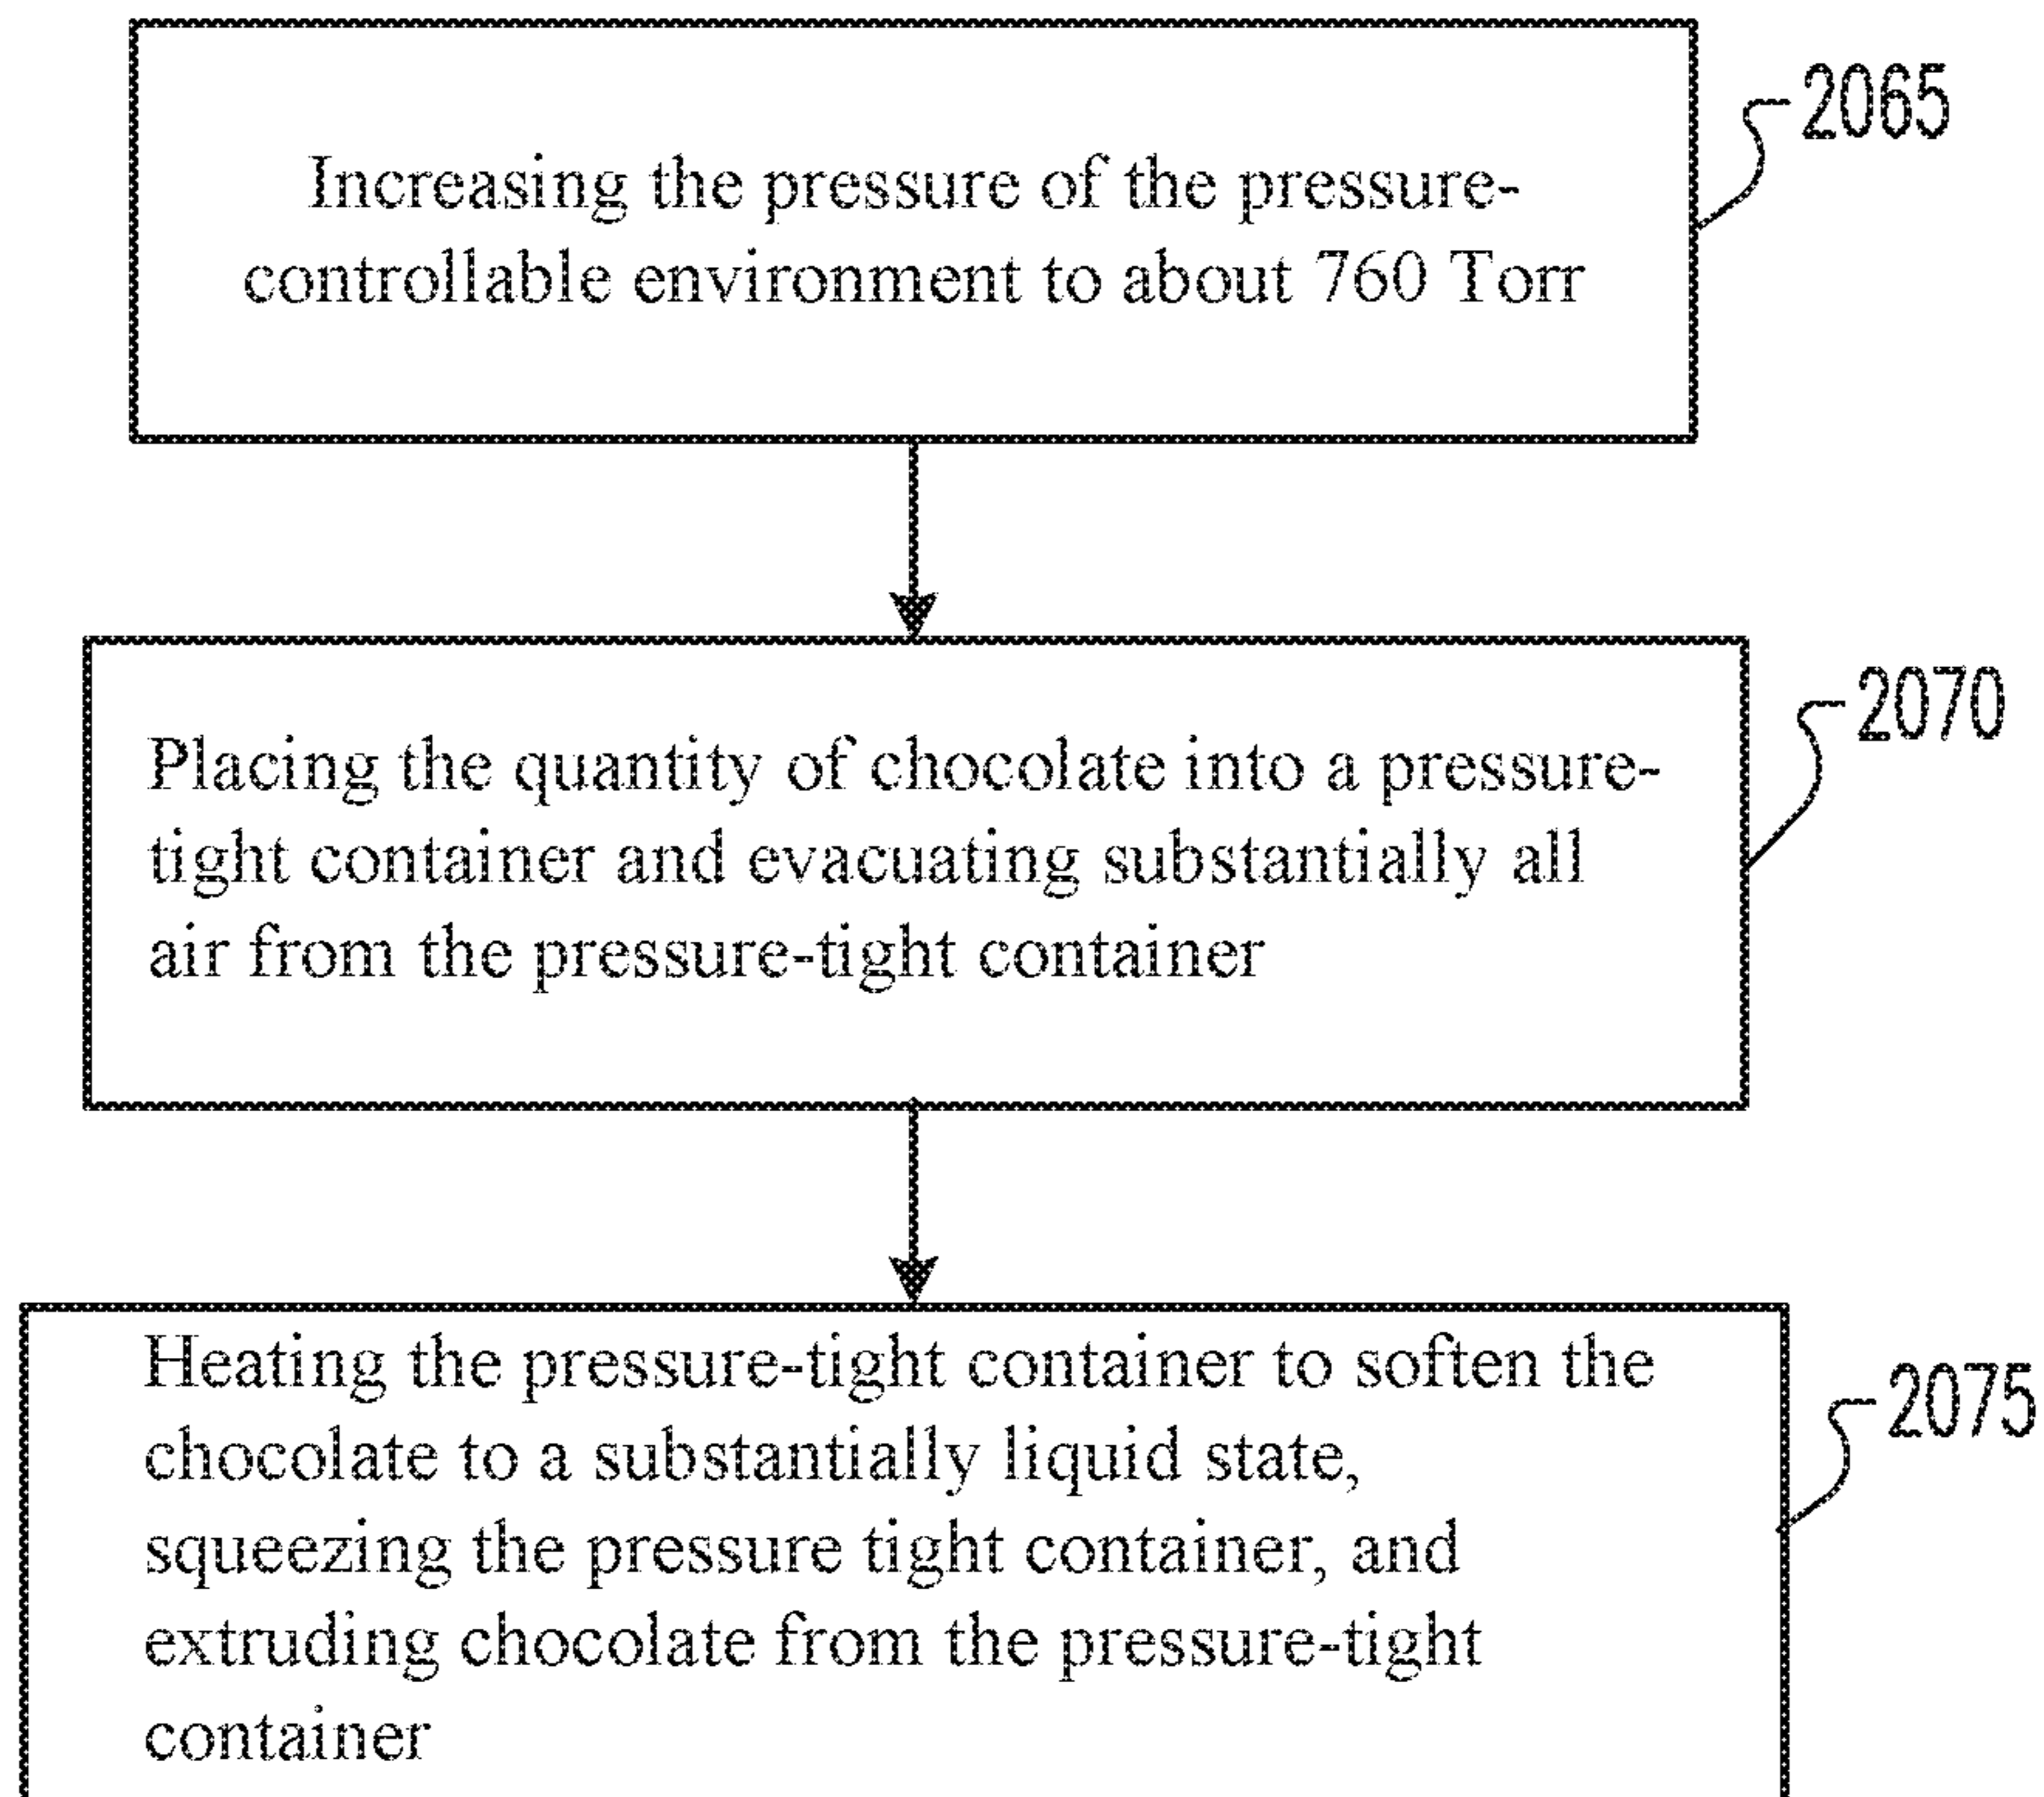 2065
Increasing the pressure of the pressure-
controllable environment to about 760 Torr
2070
Placing the quantity of chocolate into a pressure-
tight container and evacuating substantially all
air from the pressure-tight container
2075
Heating the pressure-tight container to soften the
chocolate to a substantially liquid state,
squeezing the pressure tight container, and
extruding chocolate from the pressure-tight
container